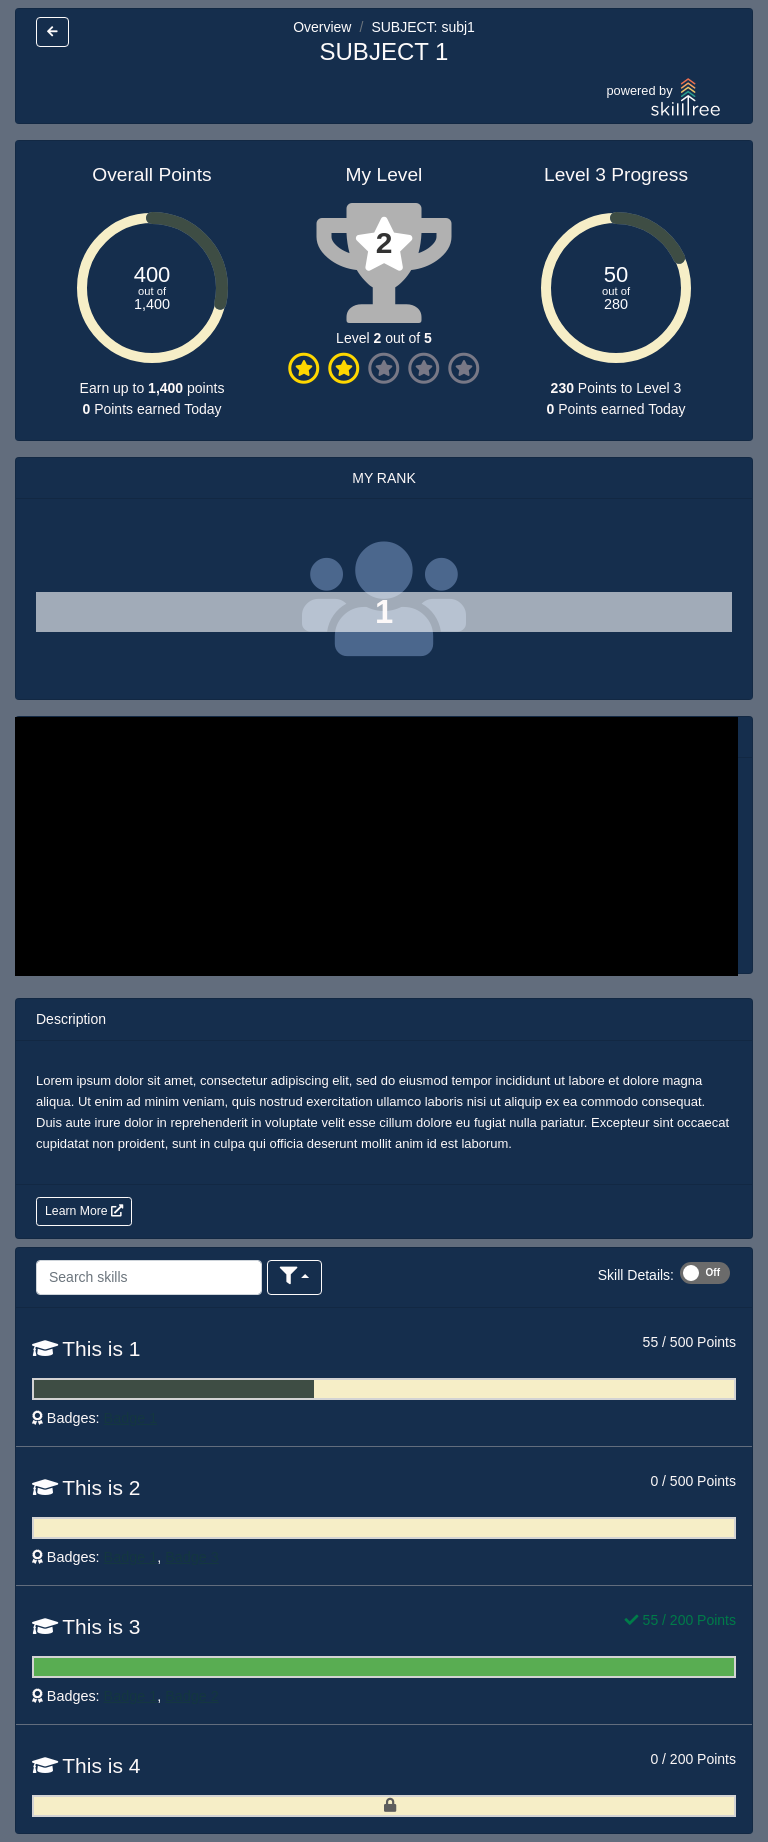 Overview / SUBJECT: subj1
SUBJECT 1
powered by
skilltree
Overall Points
400
out of
1,400
Earn up to 1,400 points
0 Points earned Today
My Level
2
Level 2 out of 5
Level 3 Progress
50
out of
280
230 Points to Level 3
0 Points earned Today
MY RANK
1
Description
Lorem ipsum dolor sit amet, consectetur adipiscing elit, sed do eiusmod tempor incididunt ut labore et dolore magna
aliqua. Ut enim ad minim veniam, quis nostrud exercitation ullamco laboris nisi ut aliquip ex ea commodo consequat.
Duis aute irure dolor in reprehenderit in voluptate velit esse cillum dolore eu fugiat nulla pariatur. Excepteur sint occaecat
cupidatat non proident, sunt in culpa qui officia deserunt mollit anim id est laborum.
Learn More
Search skills
Skill Details: Off
This is 1
55 / 500 Points
Badges:
This is 2
0 / 500 Points
Badges: ,
This is 3
55 / 200 Points
Badges: ,
This is 4
0 / 200 Points